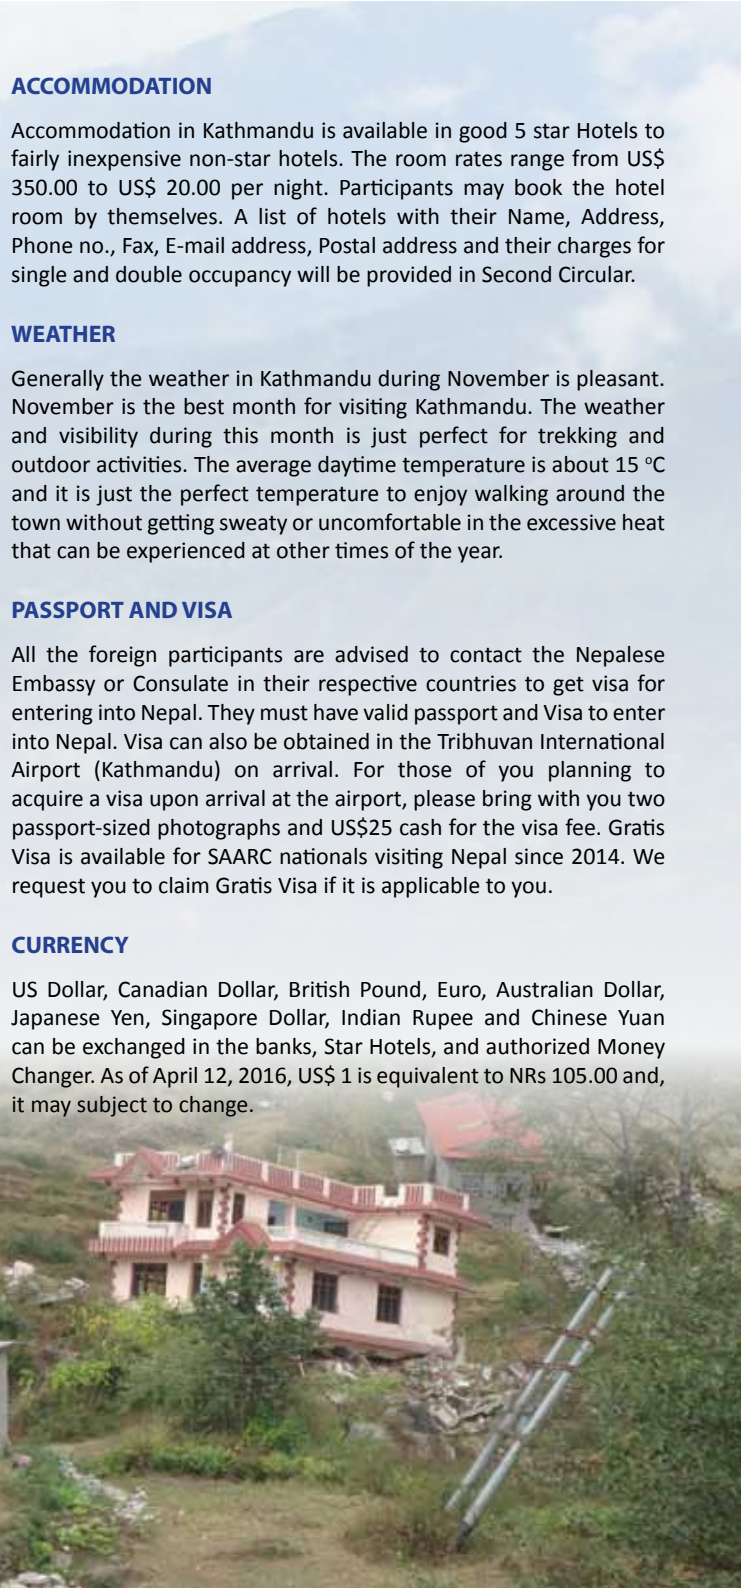 ACCOMMODATION
Accommodation in Kathmandu is available in good 5 star Hotels to
fairly inexpensive non-star hotels. The room rates range from US$
350.00 to US$ 20.00 per night. Participants may book the hotel
room by themselves. A list of hotels with their Name, Address,
Phone no., Fax, E-mail address, Postal address and their charges for
single and double occupancy will be provided in Second Circular.
WEATHER
Generally the weather in Kathmandu during November is pleasant.
November is the best month for visiting Kathmandu. The weather
and visibility during this month is just perfect for trekking and
outdoor activities. The average daytime temperature is about 15 ºC
and it is just the perfect temperature to enjoy walking around the
town without getting sweaty or uncomfortable in the excessive heat
that can be experienced at other times of the year.
PASSPORT AND VISA
All the foreign participants are advised to contact the Nepalese
Embassy or Consulate in their respective countries to get visa for
entering into Nepal. They must have valid passport and Visa to enter
into Nepal. Visa can also be obtained in the Tribhuvan International
Airport (Kathmandu) on arrival. For those of you planning to
acquire a visa upon arrival at the airport, please bring with you two
passport-sized photographs and US$25 cash for the visa fee. Gratis
Visa is available for SAARC nationals visiting Nepal since 2014. We
request you to claim Gratis Visa if it is applicable to you.
CURRENCY
US Dollar, Canadian Dollar, British Pound, Euro, Australian Dollar,
Japanese Yen, Singapore Dollar, Indian Rupee and Chinese Yuan
can be exchanged in the banks, Star Hotels, and authorized Money
Changer. As of April 12, 2016, US$ 1 is equivalent to NRs 105.00 and,
it may subject to change.